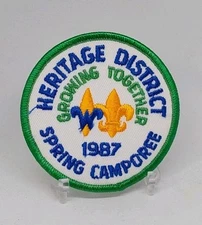 HERITAGE DISTRICT
GROWING TOGETHER
W
1987
SPRING CAMPOREE